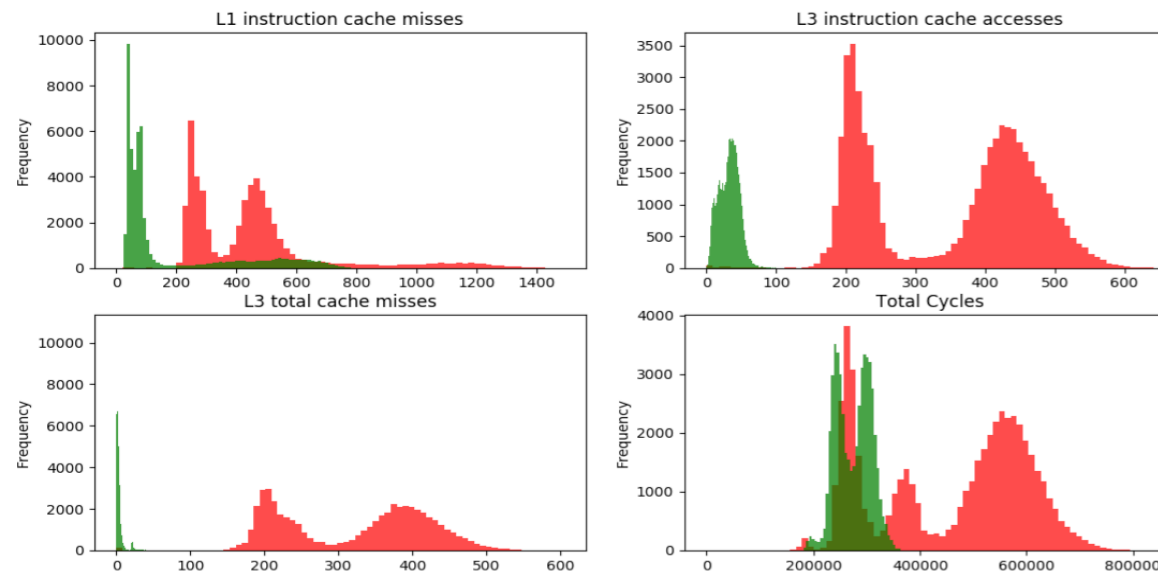 L1 instruction cache misses
10000
8000
6000
4000
2000
0
Frequency
0 200 400 600 800 1000 1200 1400
L3 instruction cache accesses
3500
3000
2500
2000
1500
1000
500
0
Frequency
0 100 200 300 400 500 600
L3 total cache misses
10000
8000
6000
4000
2000
0
Frequency
0 100 200 300 400 500 600
Total Cycles
4000
3000
2000
1000
0
Frequency
0 200000 400000 600000 800000